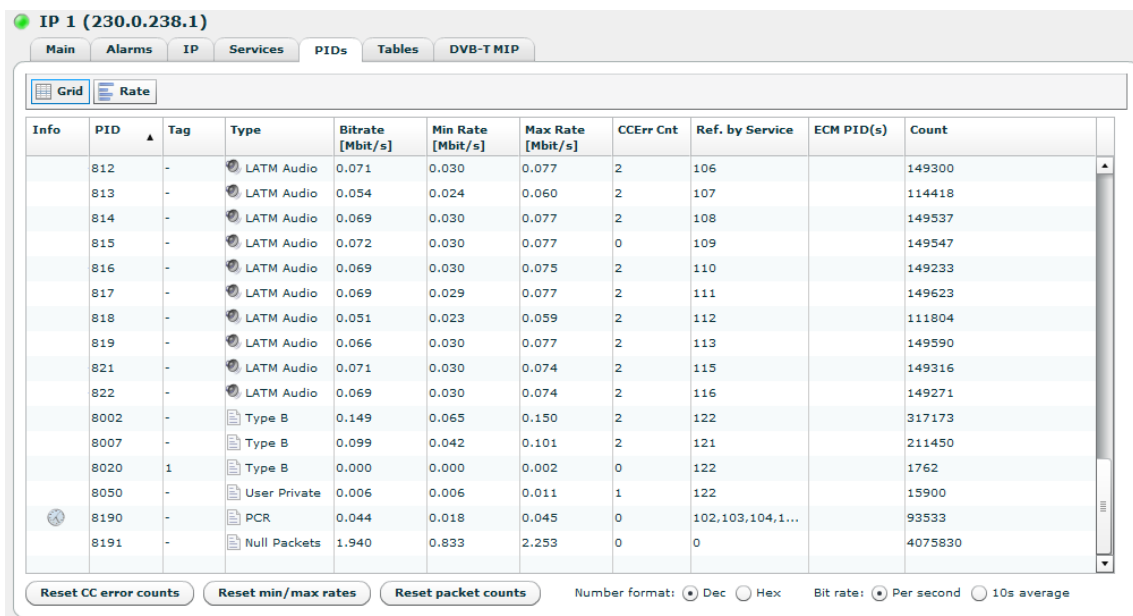 IP 1 (230.0.238.1)
Main Alarms IP Services PIDs Tables DVB-T MIP
Grid Rate
Info PID Tag Type Bitrate [Mbit/s] Min Rate [Mbit/s] Max Rate [Mbit/s] CCErr Cnt Ref. by Service ECM PID(s) Count
812 - LATM Audio 0.071 0.030 0.077 2 106 149300
813 - LATM Audio 0.054 0.024 0.060 2 107 114418
814 - LATM Audio 0.069 0.030 0.077 2 108 149537
815 - LATM Audio 0.072 0.030 0.077 0 109 149547
816 - LATM Audio 0.069 0.030 0.075 2 110 149233
817 - LATM Audio 0.069 0.029 0.077 2 111 149623
818 - LATM Audio 0.051 0.023 0.059 2 112 111804
819 - LATM Audio 0.066 0.030 0.077 2 113 149590
821 - LATM Audio 0.071 0.030 0.074 2 115 149316
822 - LATM Audio 0.069 0.030 0.074 2 116 149271
8002 - Type B 0.149 0.065 0.150 2 122 317173
8007 - Type B 0.099 0.042 0.101 2 121 211450
8020 1 Type B 0.000 0.000 0.002 0 122 1762
8050 - User Private 0.006 0.006 0.011 1 122 15900
8190 - PCR 0.044 0.018 0.045 0 102,103,104,1... 93533
8191 - Null Packets 1.940 0.833 2.253 0 0 4075830
Reset CC error counts Reset min/max rates Reset packet counts Number format: Dec Hex Bit rate: Per second 10s average